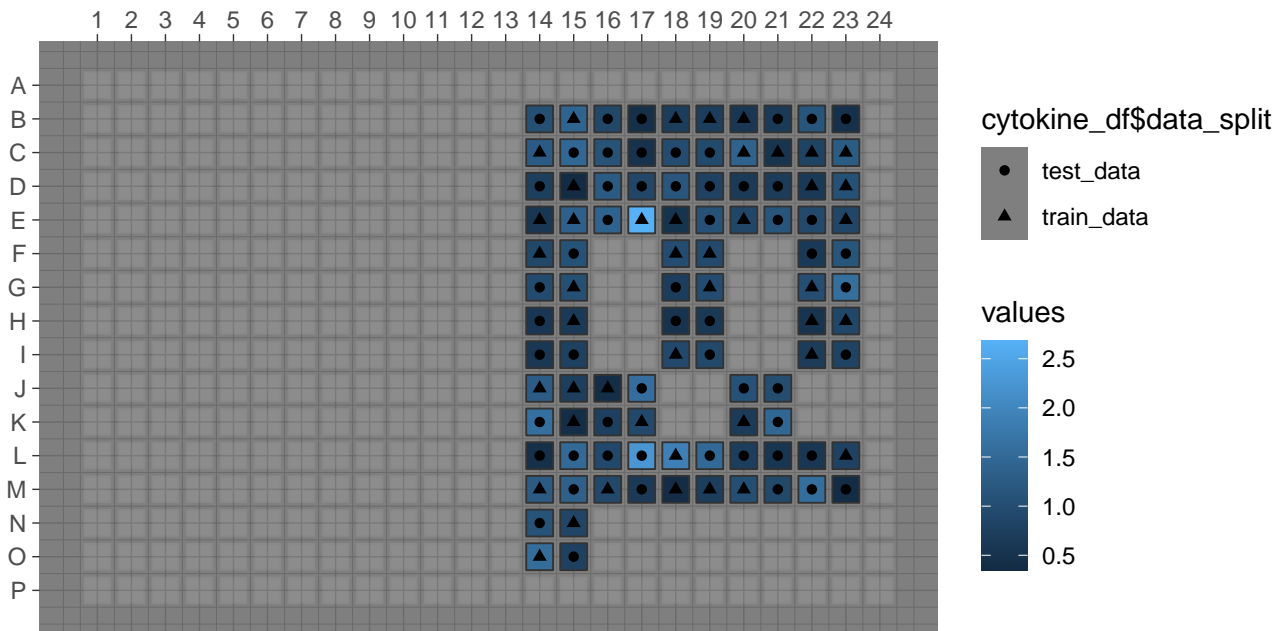 1 2 3 4 5 6 7 8 9 10 11 12 13 14 15 16 17 18 19 20 21 22 23 24
A
B
C
D
E
F
G
H
I
J
K
L
M
N
O
P
cytokine_df$data_split
test_data
train_data
values
2.5
2.0
1.5
1.0
0.5